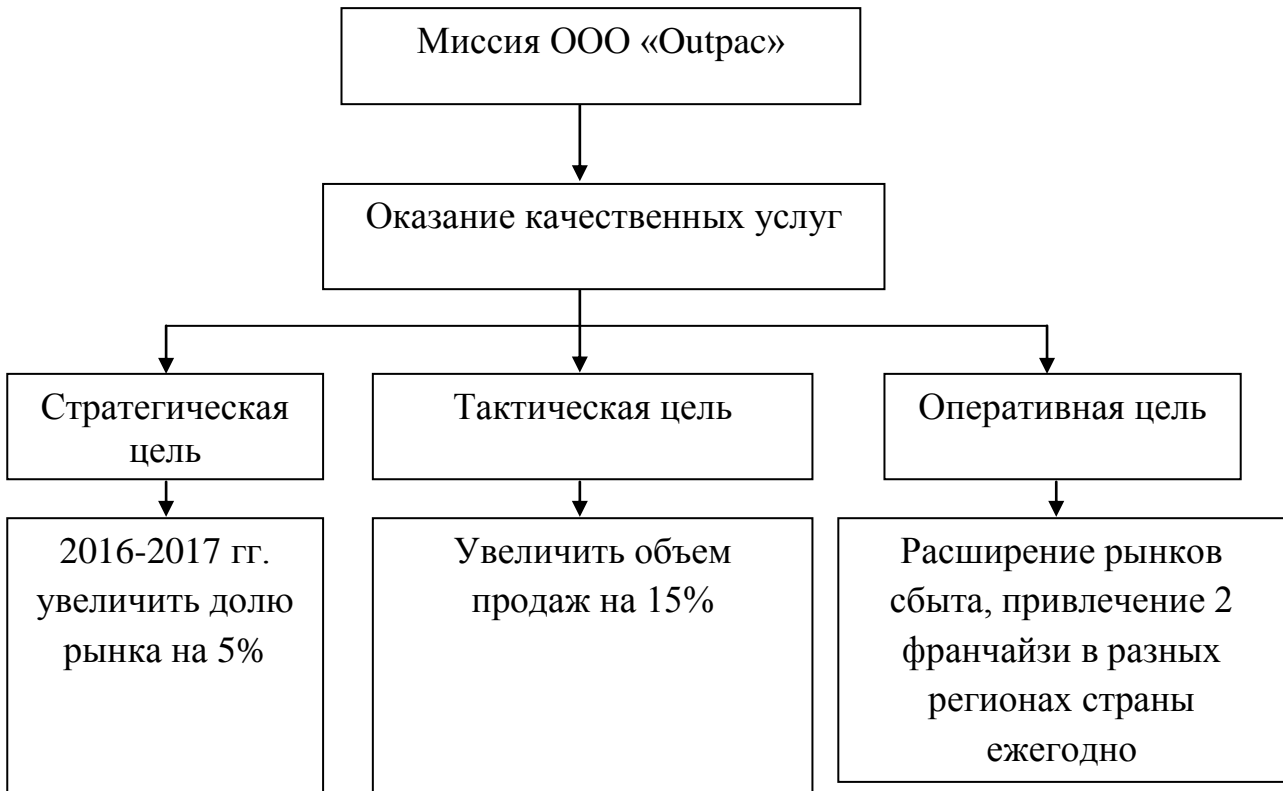 Миссия ООО «Outpac»
Оказание качественных услуг
Стратегическая
цель
Тактическая цель
Оперативная цель
2016-2017 гг.
увеличить долю
рынка на 5%
Увеличить объем
продаж на 15%
Расширение рынков
сбыта, привлечение 2
франчайзи в разных
регионах страны
ежегодно